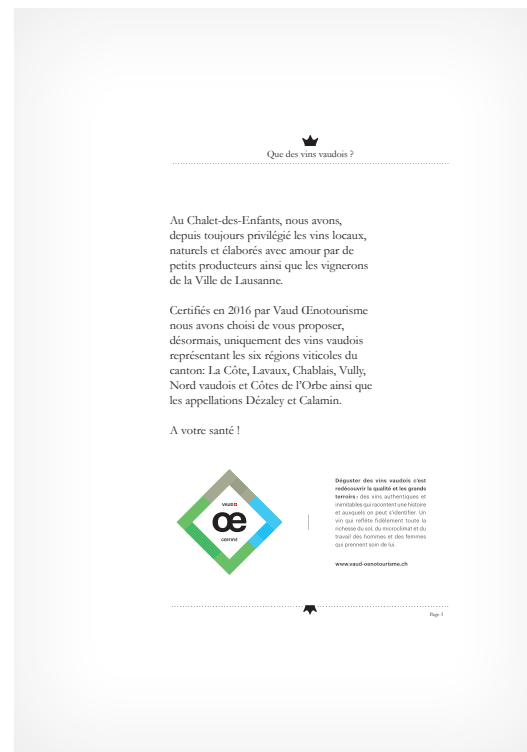 Que des vins vaudois ?
Au Chalet-des-Enfants, nous avons,
depuis toujours privilégié les vins locaux,
naturels et élaborés avec amour par de
petits producteurs ainsi que les vignerons
de la Ville de Lausanne.
Certifiés en 2016 par Vaud Œnotourisme
nous avons choisi de vous proposer,
désormais, uniquement des vins vaudois
représentant les six régions viticoles du
canton: La Côte, Lavaux, Chablais, Vully,
Nord vaudois et Côtes de l'Orbe ainsi que
les appellations Dézaley et Calamin.
A votre santé !
VAUD
œ
CERTIFIÉ
Déguster des vins vaudois c'est
redécouvrir la qualité et les grands
terroirs : des vins authentiques et
inimitables qui racontent une histoire
et auxquels on peut s'identifier. Un
vin qui reflète fidèlement toute la
richesse du sol, du microclimat et du
travail des hommes et des femmes
qui prennent soin de lui.
www.vaud-oenotourisme.ch